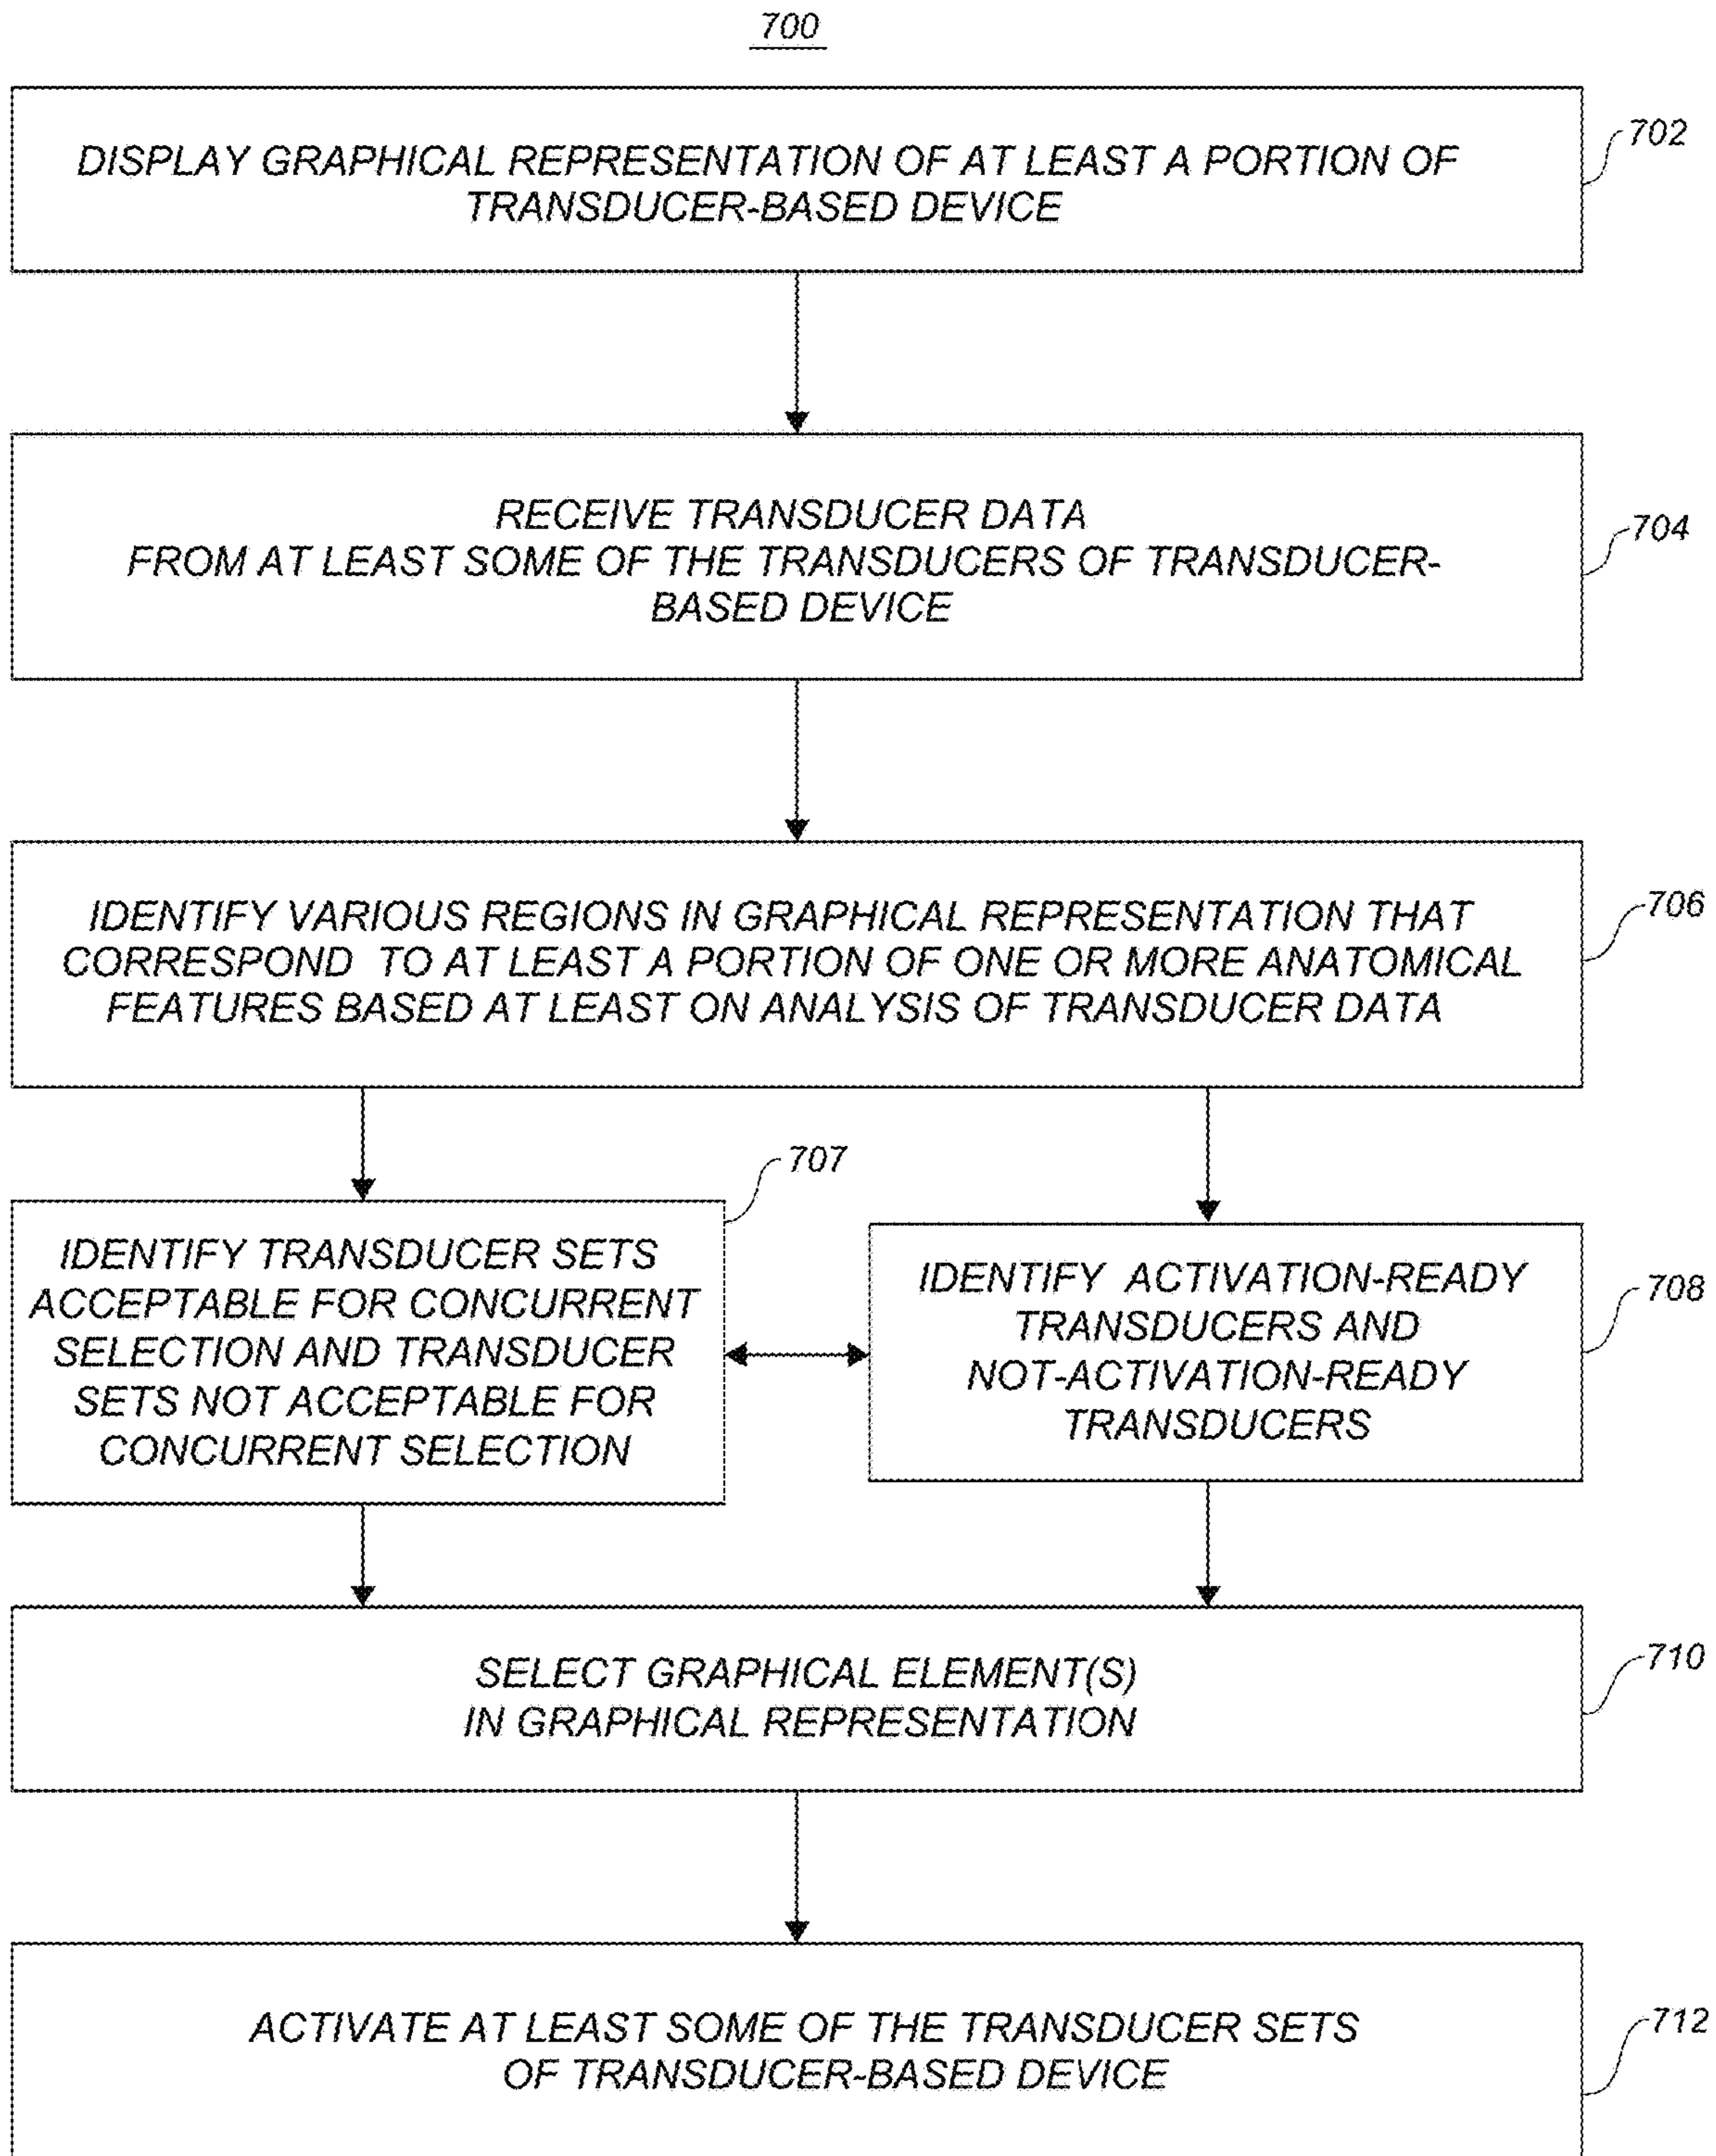 700
DISPLAY GRAPHICAL REPRESENTATION OF AT LEAST A PORTION OF
TRANSDUCER-BASED DEVICE
702
RECEIVE TRANSDUCER DATA
FROM AT LEAST SOME OF THE TRANSDUCERS OF TRANSDUCER-
BASED DEVICE
704
IDENTIFY VARIOUS REGIONS IN GRAPHICAL REPRESENTATION THAT
CORRESPOND TO AT LEAST A PORTION OF ONE OR MORE ANATOMICAL
FEATURES BASED AT LEAST ON ANALYSIS OF TRANSDUCER DATA
706
707
IDENTIFY TRANSDUCER SETS
ACCEPTABLE FOR CONCURRENT
SELECTION AND TRANSDUCER
SETS NOT ACCEPTABLE FOR
CONCURRENT SELECTION
IDENTIFY ACTIVATION-READY
TRANSDUCERS AND
NOT-ACTIVATION-READY
TRANSDUCERS
708
SELECT GRAPHICAL ELEMENT(S)
IN GRAPHICAL REPRESENTATION
710
ACTIVATE AT LEAST SOME OF THE TRANSDUCER SETS
OF TRANSDUCER-BASED DEVICE
712